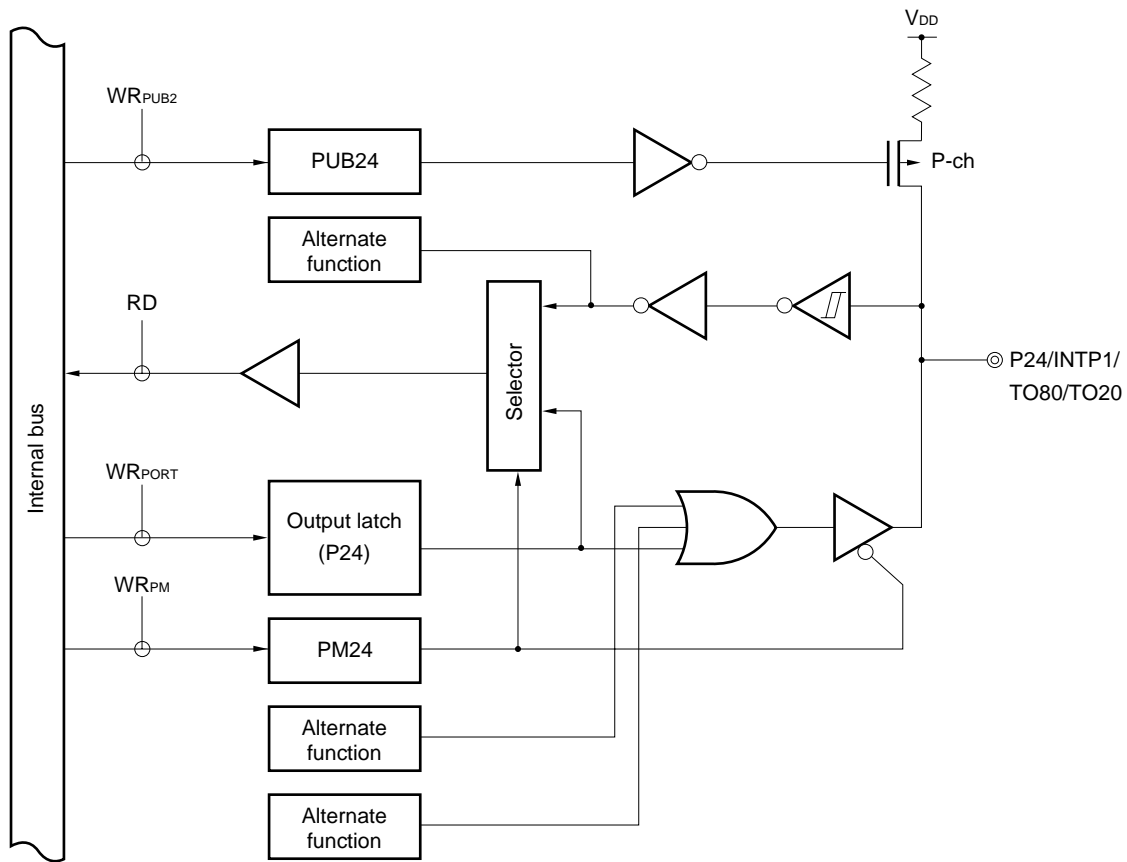 VDD
WRPUB2
PUB24
P-ch
Alternate
function
RD
Selector
P24/INTP1/
TO80/TO20
Internal bus
WRPORT
Output latch
(P24)
WRPM
PM24
Alternate
function
Alternate
function